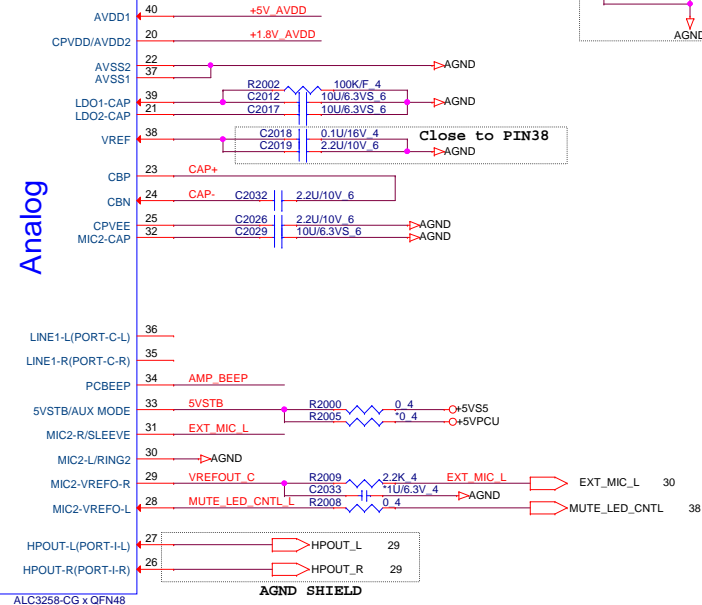 AVDD1 40 +5V_AVDD
AGND
CPVDD/AVDD2 20 +1.8V_AVDD
AVSS2 22 AGND
AVSS1 37
R2002 100K/F_4
LDO1-CAP 39 C2012 10U/6.3VS_6 AGND
LDO2-CAP 21 C2017 10U/6.3VS_6
VREF 38 C2018 0.1U/16V_4 Close to PIN38
C2019 2.2U/10V_6 AGND
CBP 23 CAP+
CBN 24 CAP- C2032 2.2U/10V_6
CPVEE 25 C2026 2.2U/10V_6 AGND
MIC2-CAP 32 C2029 10U/6.3VS_6 AGND
Analog
LINE1-L(PORT-C-L) 36
LINE1-R(PORT-C-R) 35
PCBEEP 34 AMP_BEEP
5VSTB/AUX MODE 33 5VSTB R2000 0_4 +5VS5
R2005 *0_4 +5VPCU
MIC2-R/SLEEVE 31 EXT_MIC_L
MIC2-L/RING2 30 AGND
MIC2-VREFO-R 29 VREFOUT_C R2009 2.2K_4 EXT_MIC_L EXT_MIC_L 30
C2033 *1U/6.3V_4 AGND
MIC2-VREFO-L 28 MUTE_LED_CNTL_L R2008 0_4 MUTE_LED_CNTL 38
HPOUT-L(PORT-I-L) 27 HPOUT_L 29
HPOUT-R(PORT-I-R) 26 HPOUT_R 29
AGND SHIELD
ALC3258-CG x QFN48